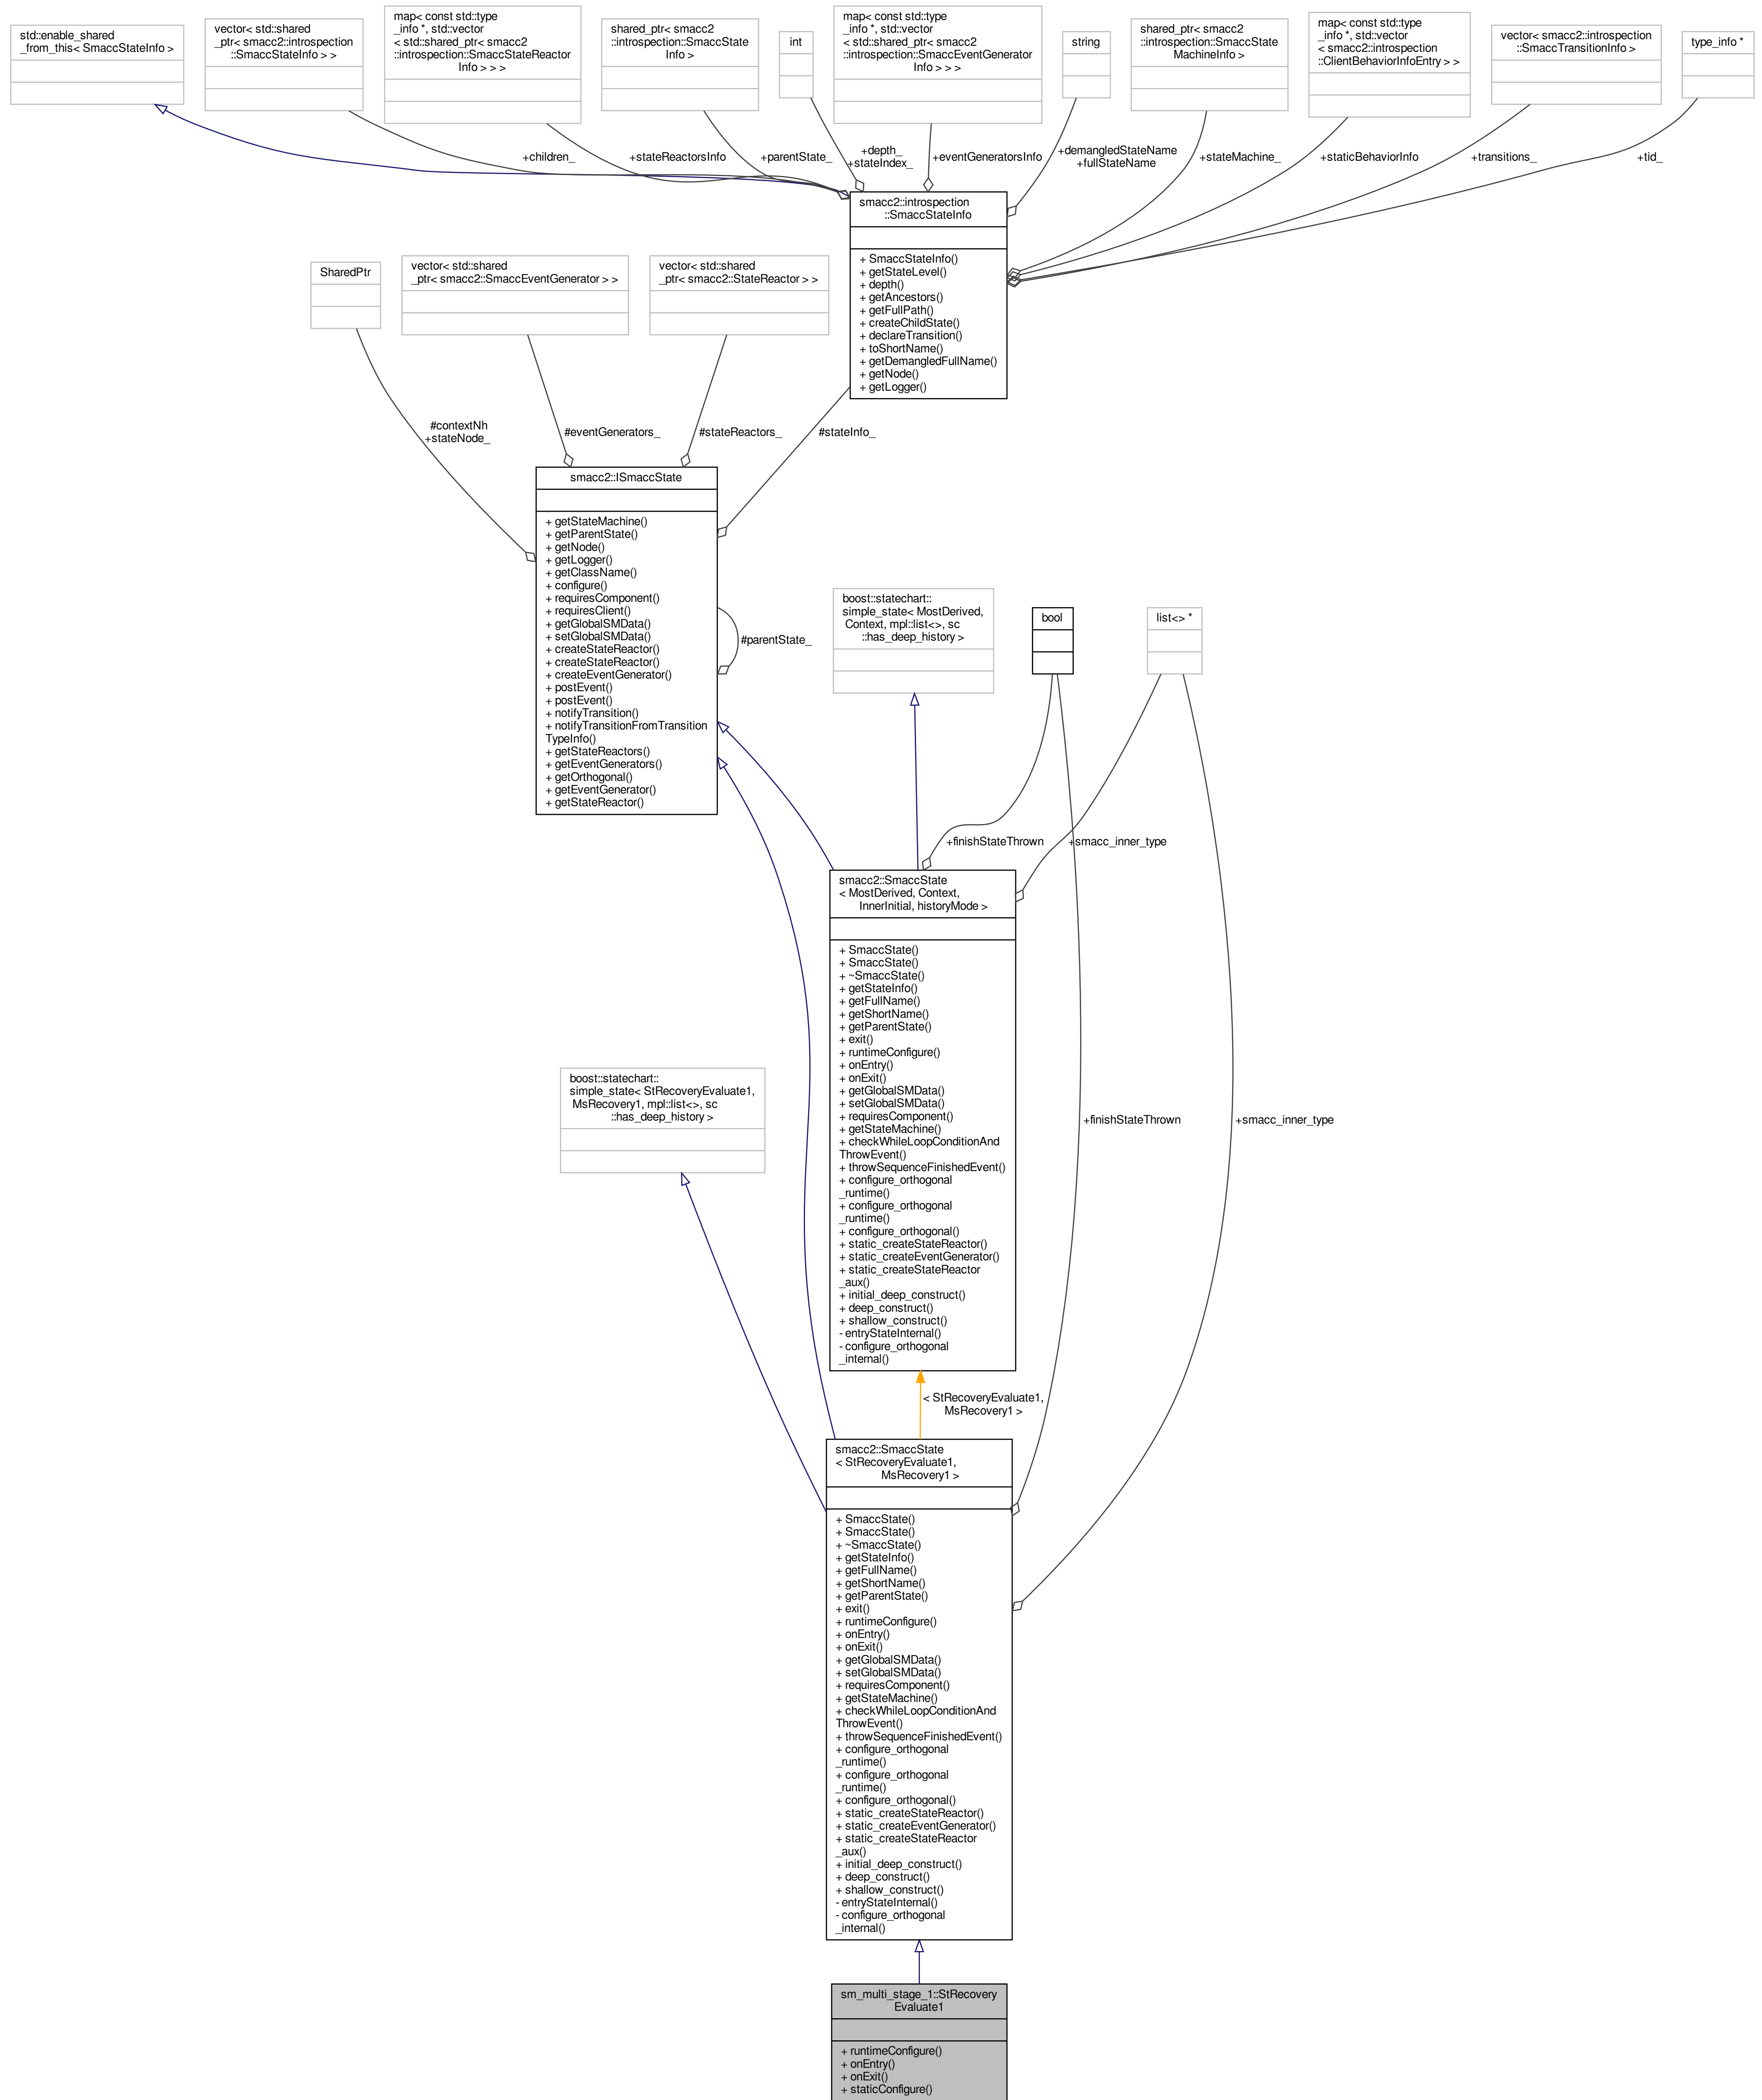 std::enable_shared
_from_this< SmaccStateInfo >
vector< std::shared
_ptr< smacc2::introspection
::SmaccStateInfo > >
map< const std::type
_info *, std::vector
< std::shared_ptr< smacc2
::introspection::SmaccStateReactor
Info > > >
shared_ptr< smacc2
::introspection::SmaccState
Info >
int
map< const std::type
_info *, std::vector
< std::shared_ptr< smacc2
::introspection::SmaccEventGenerator
Info > > >
string
shared_ptr< smacc2
::introspection::SmaccState
MachineInfo >
map< const std::type
_info *, std::vector
< smacc2::introspection
::ClientBehaviorInfoEntry > >
vector< smacc2::introspection
::SmaccTransitionInfo >
type_info *
+children_
+stateReactorsInfo
+parentState_
+depth_
+stateIndex_
+eventGeneratorsInfo
+demangledStateName
+fullStateName
+stateMachine_
+staticBehaviorInfo
+transitions_
+tid_
smacc2::introspection
::SmaccStateInfo
+ SmaccStateInfo()
+ getStateLevel()
+ depth()
+ getAncestors()
+ getFullPath()
+ createChildState()
+ declareTransition()
+ toShortName()
+ getDemangledFullName()
+ getNode()
+ getLogger()
SharedPtr
vector< std::shared
_ptr< smacc2::SmaccEventGenerator > >
vector< std::shared
_ptr< smacc2::StateReactor > >
#contextNh
+stateNode_
#eventGenerators_
#stateReactors_
#stateInfo_
smacc2::ISmaccState
+ getStateMachine()
+ getParentState()
+ getNode()
+ getLogger()
+ getClassName()
+ configure()
+ requiresComponent()
+ requiresClient()
+ getGlobalSMData()
+ setGlobalSMData()
+ createStateReactor()
+ createStateReactor()
+ createEventGenerator()
+ postEvent()
+ postEvent()
+ notifyTransition()
+ notifyTransitionFromTransition
TypeInfo()
+ getStateReactors()
+ getEventGenerators()
+ getOrthogonal()
+ getEventGenerator()
+ getStateReactor()
#parentState_
boost::statechart::
simple_state< MostDerived,
Context, mpl::list<>, sc
::has_deep_history >
bool
list<> *
+finishStateThrown
+smacc_inner_type
smacc2::SmaccState
< MostDerived, Context,
InnerInitial, historyMode >
+ SmaccState()
+ SmaccState()
+ ~SmaccState()
+ getStateInfo()
+ getFullName()
+ getShortName()
+ getParentState()
+ exit()
+ runtimeConfigure()
+ onEntry()
+ onExit()
+ getGlobalSMData()
+ setGlobalSMData()
+ requiresComponent()
+ getStateMachine()
+ checkWhileLoopConditionAnd
ThrowEvent()
+ throwSequenceFinishedEvent()
+ configure_orthogonal
_runtime()
+ configure_orthogonal
_runtime()
+ configure_orthogonal()
+ static_createStateReactor()
+ static_createEventGenerator()
+ static_createStateReactor
_aux()
+ initial_deep_construct()
+ deep_construct()
+ shallow_construct()
- entryStateInternal()
- configure_orthogonal
_internal()
boost::statechart::
simple_state< StRecoveryEvaluate1,
MsRecovery1, mpl::list<>, sc
::has_deep_history >
+finishStateThrown
+smacc_inner_type
< StRecoveryEvaluate1,
MsRecovery1 >
smacc2::SmaccState
< StRecoveryEvaluate1,
MsRecovery1 >
+ SmaccState()
+ SmaccState()
+ ~SmaccState()
+ getStateInfo()
+ getFullName()
+ getShortName()
+ getParentState()
+ exit()
+ runtimeConfigure()
+ onEntry()
+ onExit()
+ getGlobalSMData()
+ setGlobalSMData()
+ requiresComponent()
+ getStateMachine()
+ checkWhileLoopConditionAnd
ThrowEvent()
+ throwSequenceFinishedEvent()
+ configure_orthogonal
_runtime()
+ configure_orthogonal
_runtime()
+ configure_orthogonal()
+ static_createStateReactor()
+ static_createEventGenerator()
+ static_createStateReactor
_aux()
+ initial_deep_construct()
+ deep_construct()
+ shallow_construct()
- entryStateInternal()
- configure_orthogonal
_internal()
sm_multi_stage_1::StRecovery
Evaluate1
+ runtimeConfigure()
+ onEntry()
+ onExit()
+ staticConfigure()